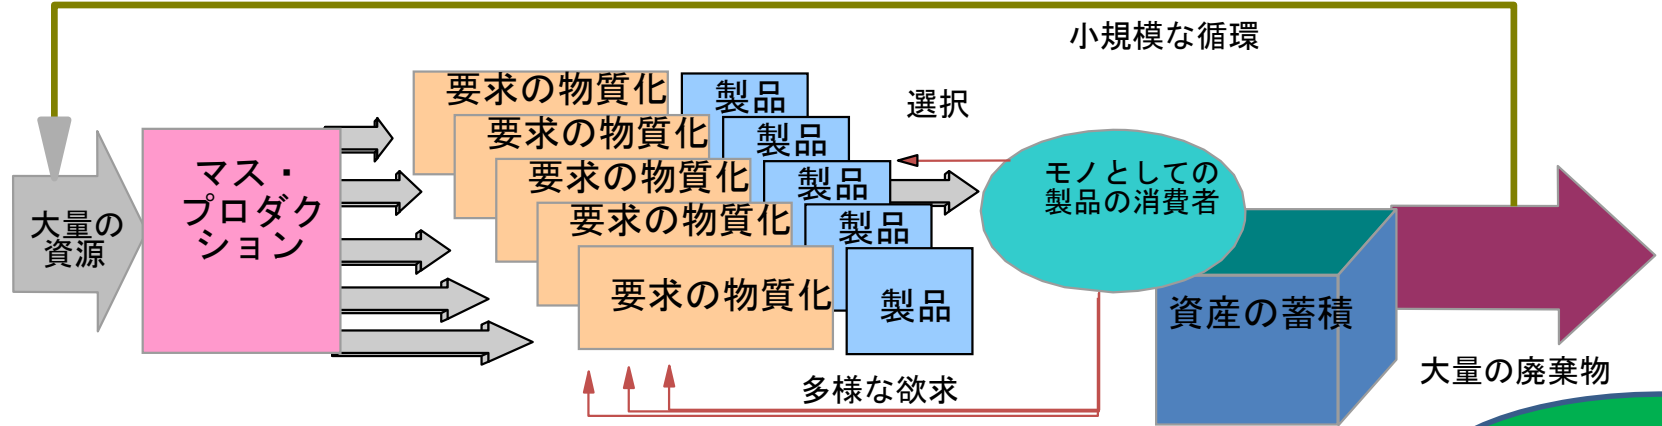 小規模な循環
要求の物質化
製品
選択
要求の物質化
製品
マス・
プロダク
ション
要求の物質化
製品
モノとしての
製品の消費者
大量の
資源
要求の物質化
製品
要求の物質化
製品
資産の蓄積
大量の廃棄物
多様な欲求